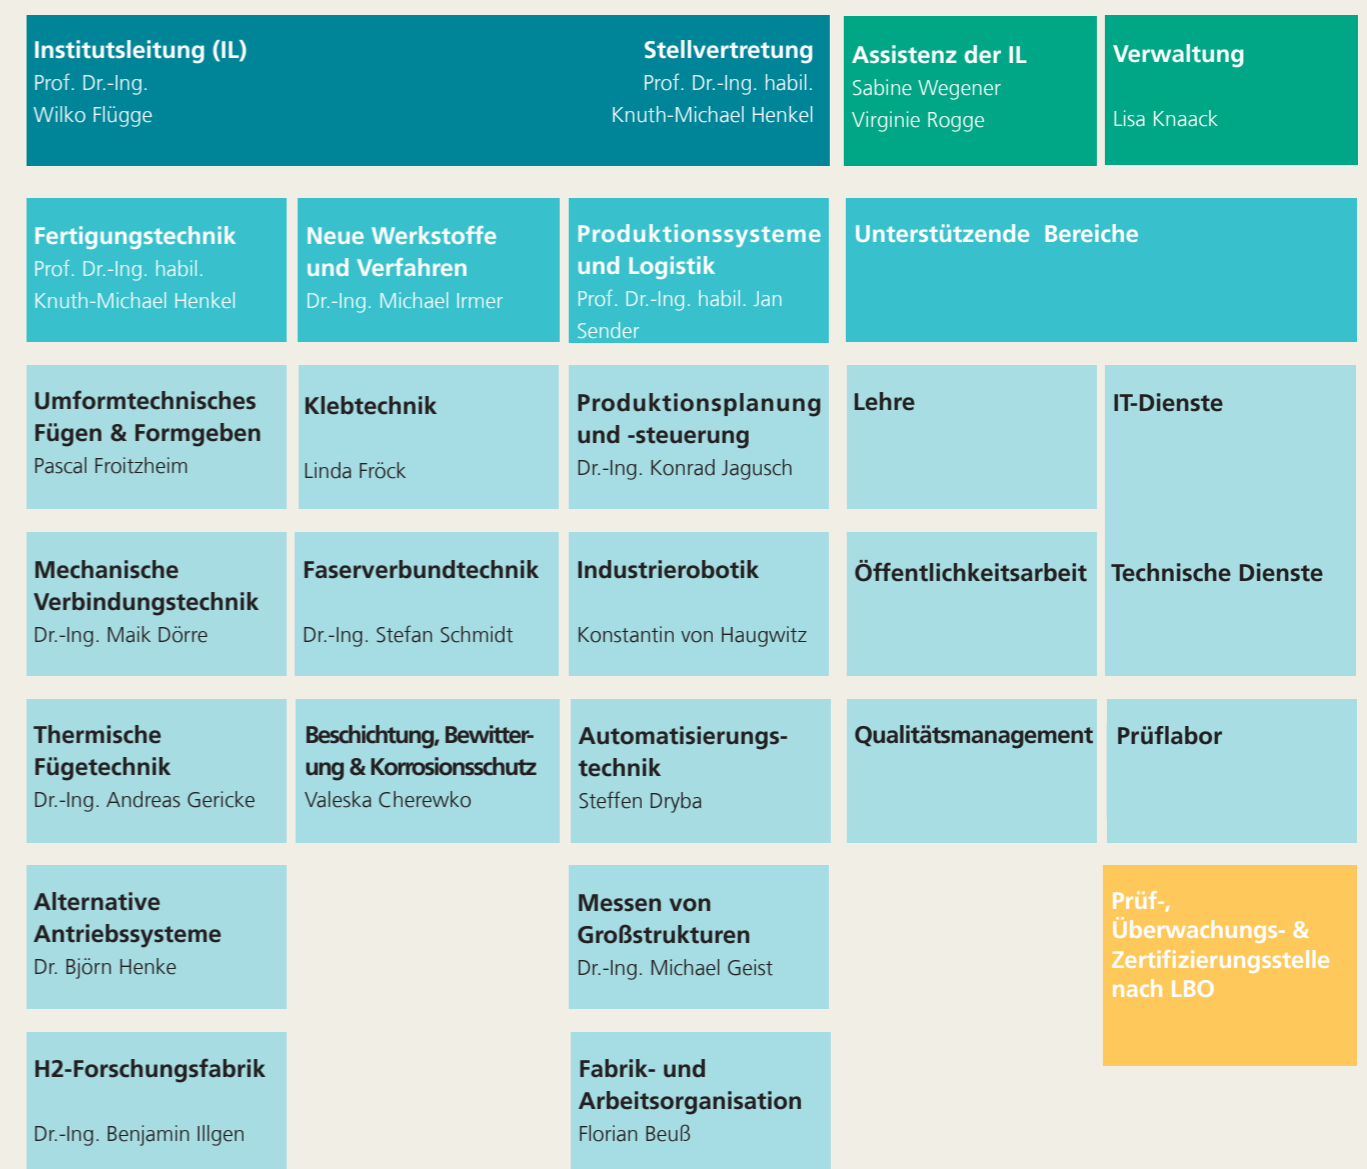 Institutsleitung (IL)
Prof. Dr.-Ing.
Wilko Flügge
Stellvertretung
Prof. Dr.-Ing. habil.
Knuth-Michael Henkel
Assistenz der IL
Sabine Wegener
Virginie Rogge
Verwaltung
Lisa Knaack
Fertigungstechnik
Prof. Dr.-Ing. habil.
Knuth-Michael Henkel
Neue Werkstoffe
und Verfahren
Dr.-Ing. Michael Irmer
Produktionssysteme
und Logistik
Prof. Dr.-Ing. habil. Jan
Sender
Unterstützende Bereiche
Umformtechnisches
Fügen & Formgeben
Pascal Froitzheim
Klebtechnik
Linda Fröck
Produktionsplanung
und -steuerung
Dr.-Ing. Konrad Jagusch
Lehre
IT-Dienste
Mechanische
Verbindungstechnik
Dr.-Ing. Maik Dörre
Faserverbundtechnik
Dr.-Ing. Stefan Schmidt
Industrierobotik
Konstantin von Haugwitz
Öffentlichkeitsarbeit
Technische Dienste
Thermische
Fügetechnik
Dr.-Ing. Andreas Gericke
Beschichtung, Bewitter-
ung & Korrosionsschutz
Valeska Cherewko
Automatisierungs-
technik
Steffen Dryba
Qualitätsmanagement
Prüflabor
Alternative
Antriebssysteme
Dr. Björn Henke
Messen von
Großstrukturen
Dr.-Ing. Michael Geist
Prüf-,
Überwachungs- &
Zertifizierungsstelle
nach LBO
H2-Forschungsfabrik
Dr.-Ing. Benjamin Illgen
Fabrik- und
Arbeitsorganisation
Florian Beuß